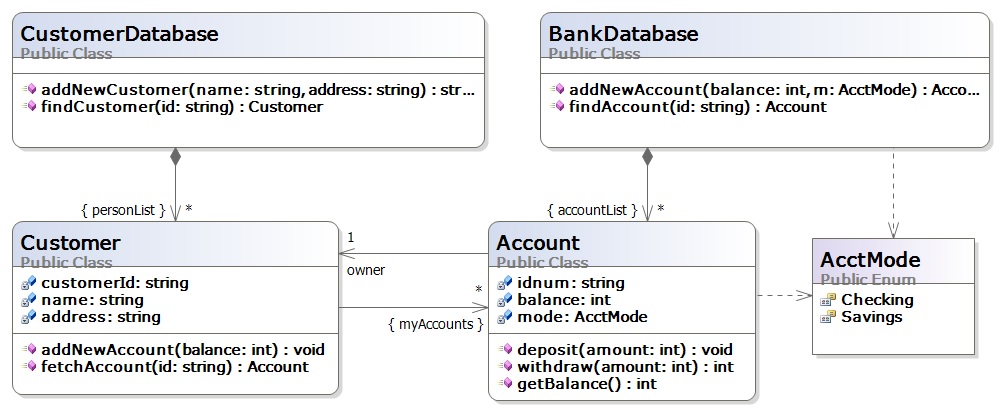 CustomerDatabase
Public Class
addNewCustomer(name: string, address: string) : str...
findCustomer(id: string) : Customer
BankDatabase
Public Class
addNewAccount(balance: int, m: AcctMode) : Acco...
findAccount(id: string) : Account
{ personList }
*
{ accountList }
*
Customer
Public Class
customerId: string
name: string
address: string
addNewAccount(balance: int) : void
fetchAccount(id: string) : Account
1
owner
*
{ myAccounts }
Account
Public Class
idnum: string
balance: int
mode: AcctMode
deposit(amount: int) : void
withdraw(amount: int) : int
getBalance() : int
AcctMode
Public Enum
Checking
Savings